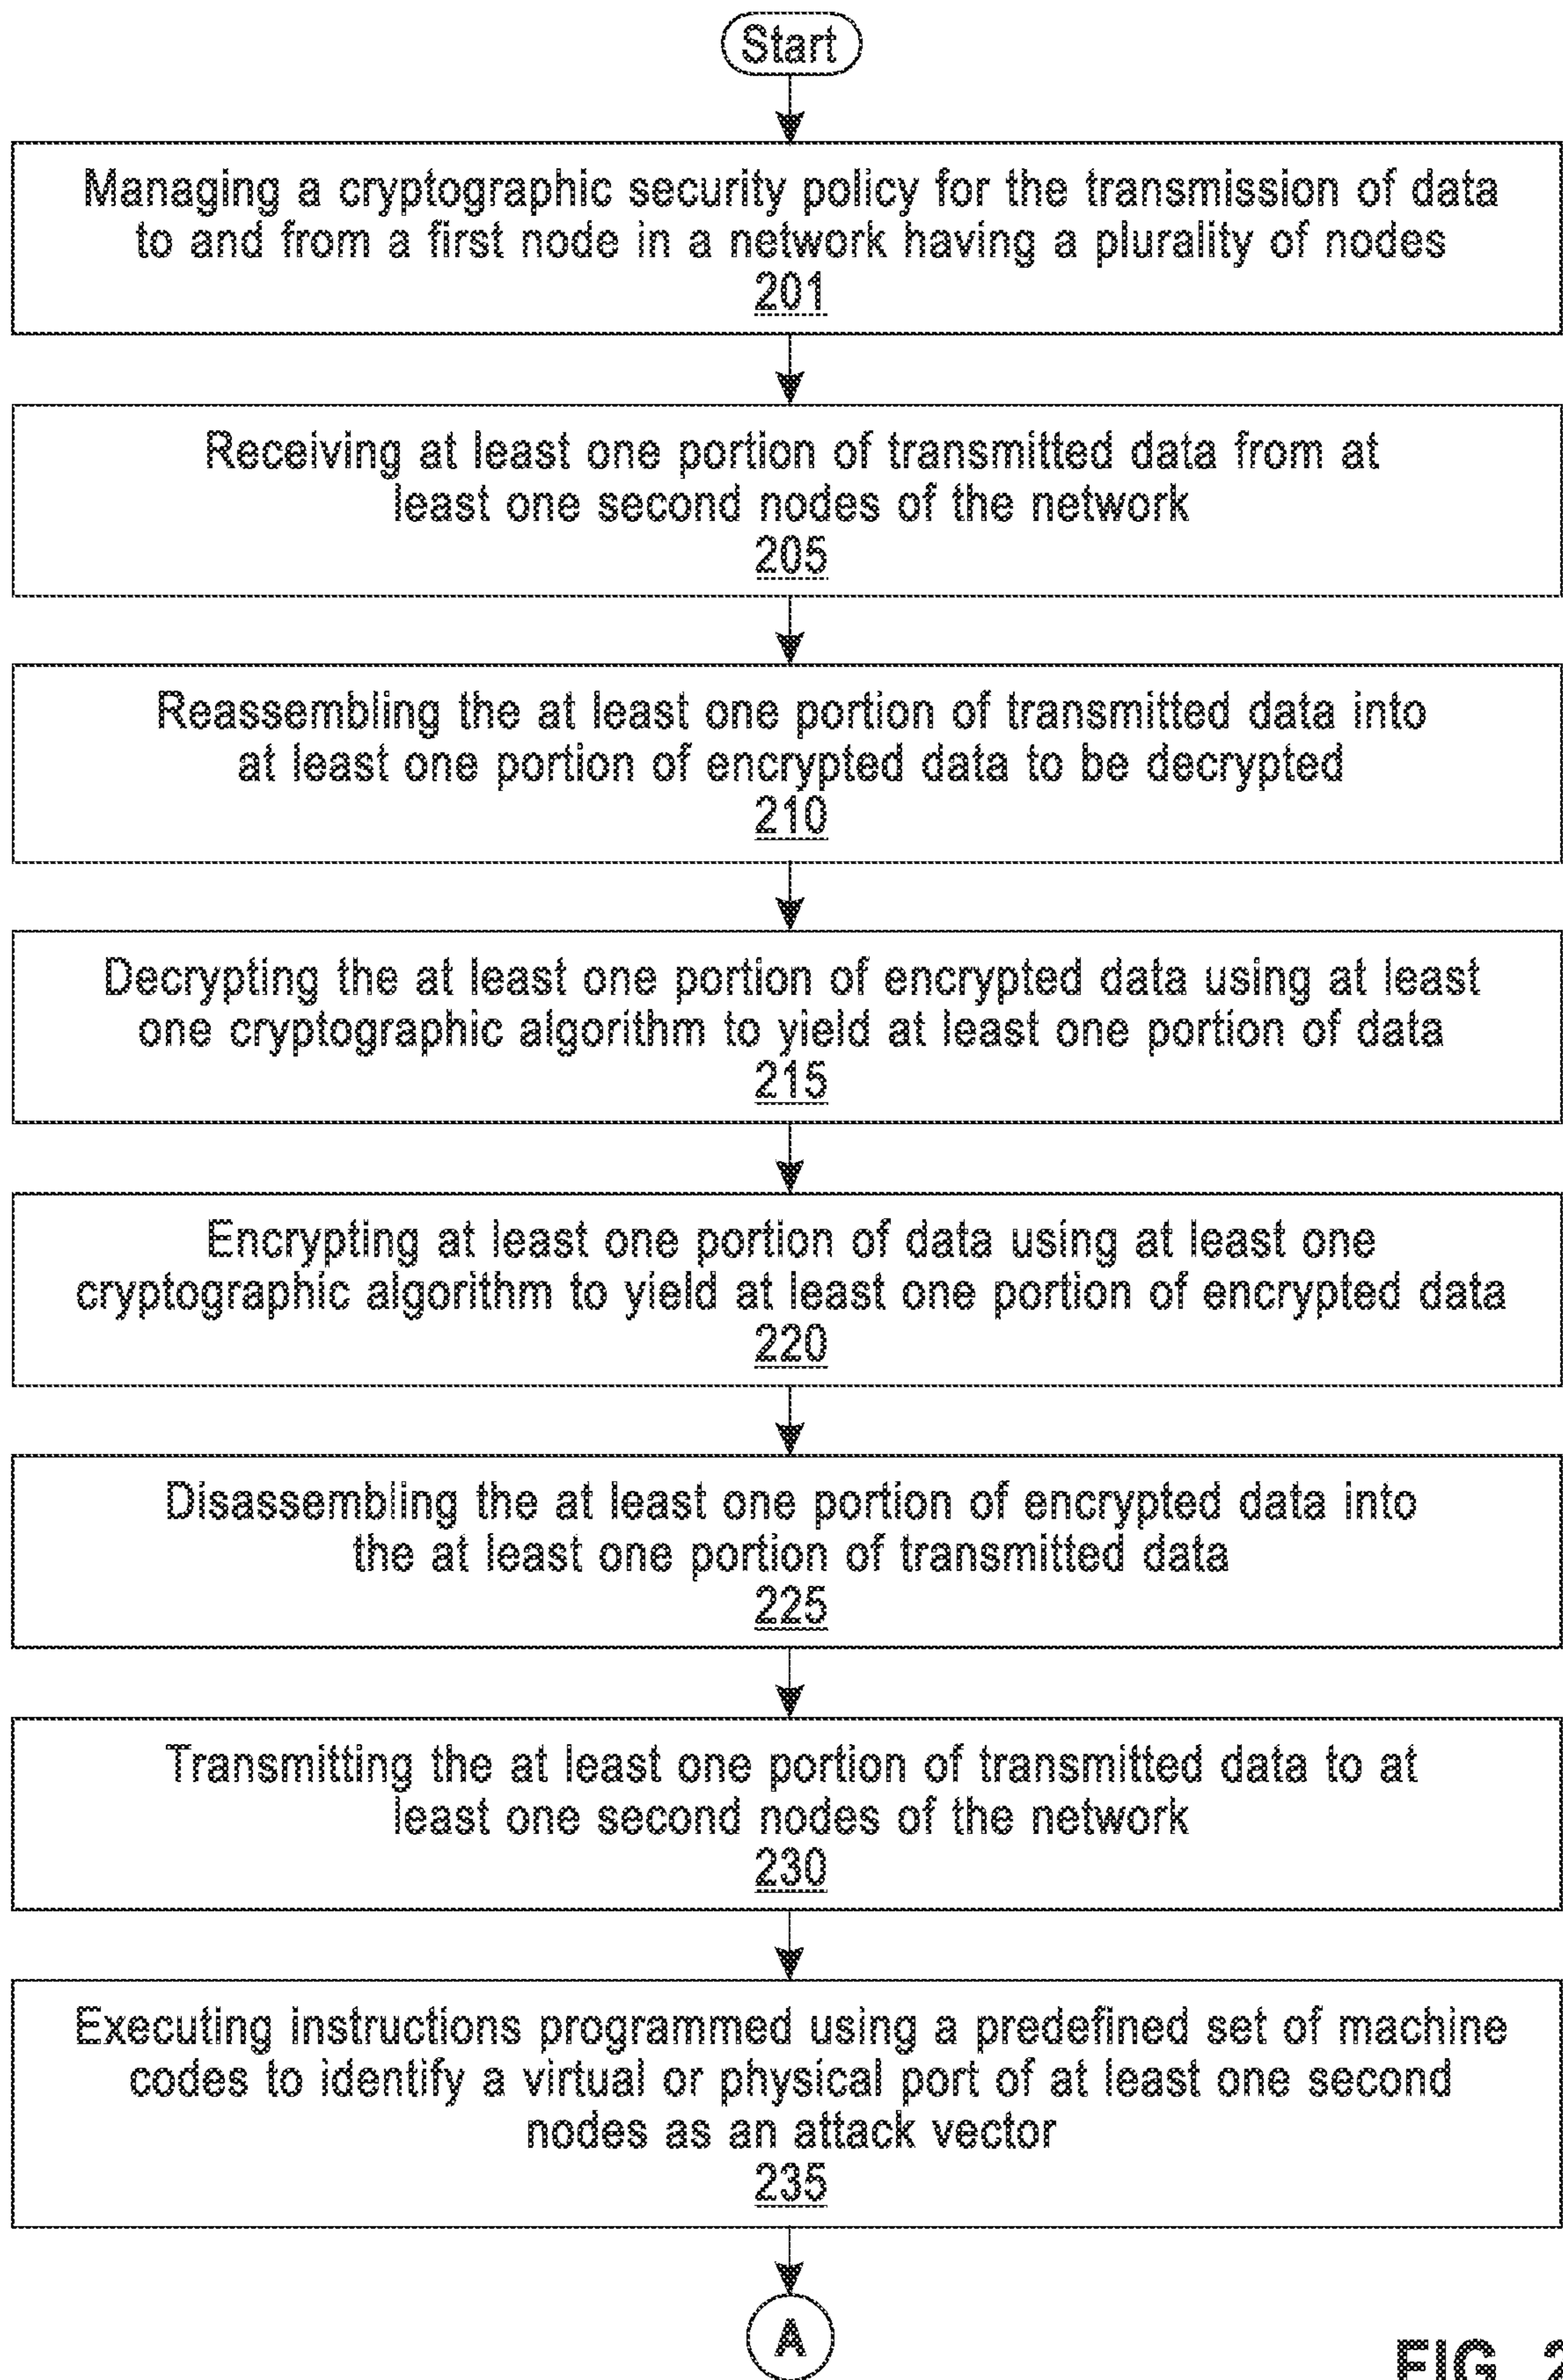 Start
Managing a cryptographic security policy for the transmission of data
to and from a first node in a network having a plurality of nodes
201
Receiving at least one portion of transmitted data from at
least one second nodes of the network
205
Reassembling the at least one portion of transmitted data into
at least one portion of encrypted data to be decrypted
210
Decrypting the at least one portion of encrypted data using at least
one cryptographic algorithm to yield at least one portion of data
215
Encrypting at least one portion of data using at least one
cryptographic algorithm to yield at least one portion of encrypted data
220
Disassembling the at least one portion of encrypted data into
the at least one portion of transmitted data
225
Transmitting the at least one portion of transmitted data to at
least one second nodes of the network
230
Executing instructions programmed using a predefined set of machine
codes to identify a virtual or physical port of at least one second
nodes as an attack vector
235
A
FIG. 2